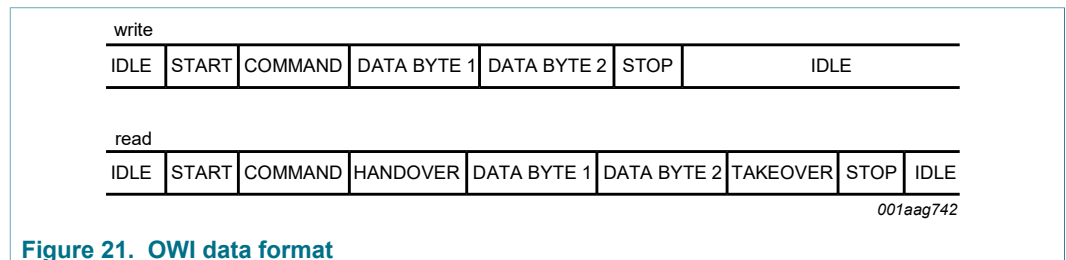 write
IDLE START COMMAND DATA BYTE 1 DATA BYTE 2 STOP IDLE
read
IDLE START COMMAND HANDOVER DATA BYTE 1 DATA BYTE 2 TAKEOVER STOP IDLE
001aag742
Figure 21. OWI data format